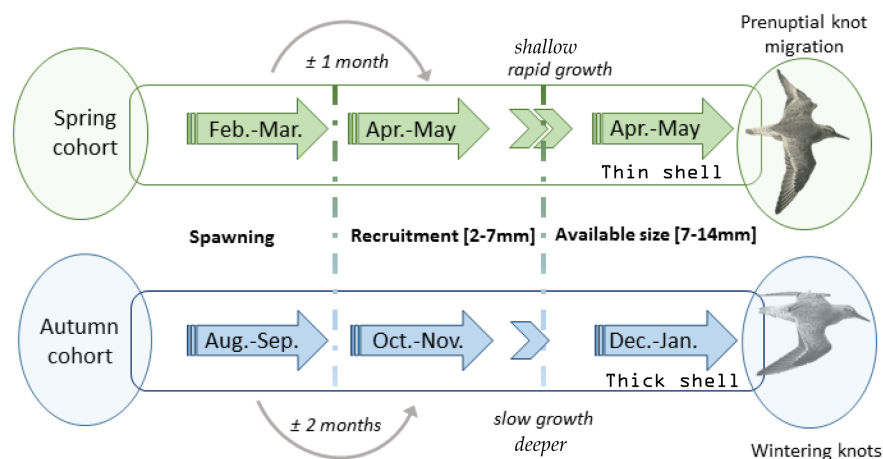 Prenuptial knot
migration
± 1 month
shallow
rapid growth
Spring
cohort
Feb.-Mar.
Apr.-May
Apr.-May
Thin shell
Spawning
Recruitment [2-7mm]
Available size [7-14mm]
Autumn
cohort
Aug.-Sep.
Oct.-Nov.
Dec.-Jan.
Thick shell
± 2 months
slow growth
deeper
Wintering knots